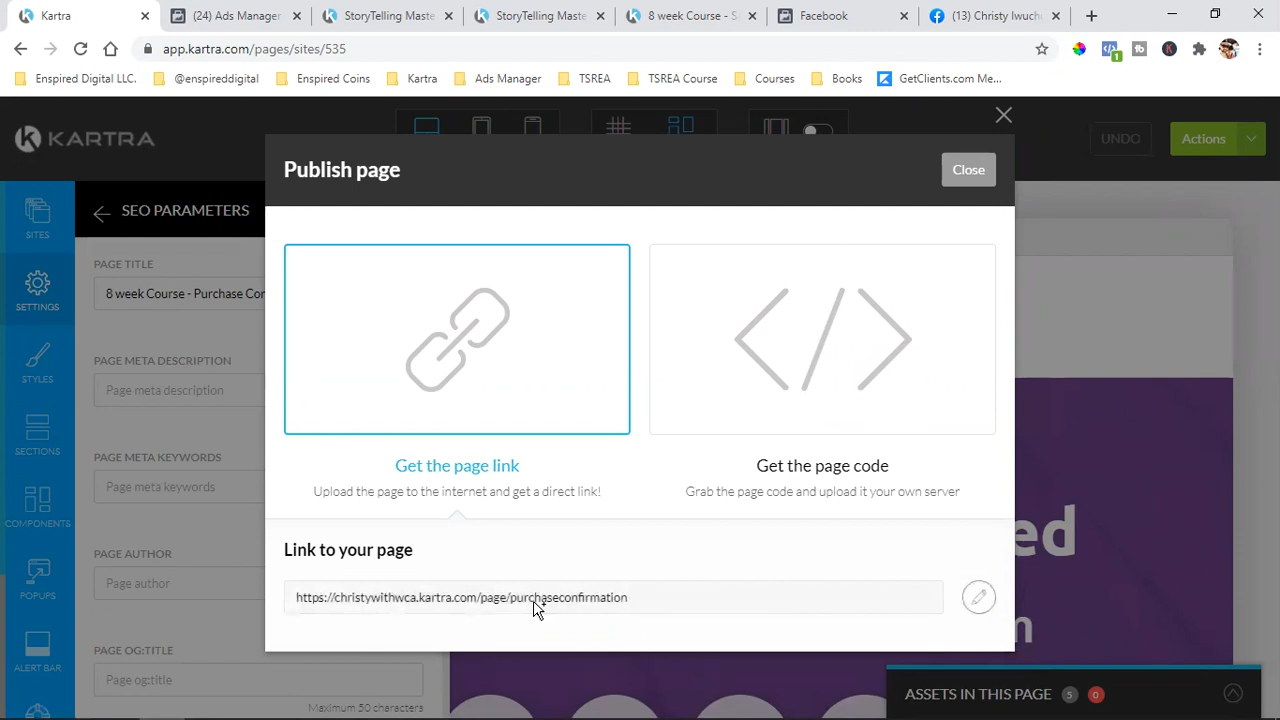 Kartra
(24) Ads Manager
StoryTelling Maste
StoryTelling Maste
8 week Course - S
Facebook
(13) Christy Iwuchu
app.kartra.com/pages/sites/535
1
Enspired Digital LLC.
@enspireddigital
Enspired Coins
Kartra
Ads Manager
TSREA
TSREA Course
Courses
Books
GetClients.com Me...
KARTRA
UNDO
Actions
Publish page
Close
SITES
SETTINGS
STYLES
SECTIONS
COMPONENTS
POPUPS
ALERT BAR
SEO PARAMETERS
PAGE TITLE
8 week Course - Purchase Con
PAGE META DESCRIPTION
Page meta description
PAGE META KEYWORDS
Page meta keywords
PAGE AUTHOR
Page author
PAGE OG:TITLE
Page og:title
Maximum 50 characters
Get the page link
Upload the page to the internet and get a direct link!
Get the page code
Grab the page code and upload it your own server
Link to your page
https://christywithwca.kartra.com/page/purchaseconfirmation
ed
m
ASSETS IN THIS PAGE 5 0